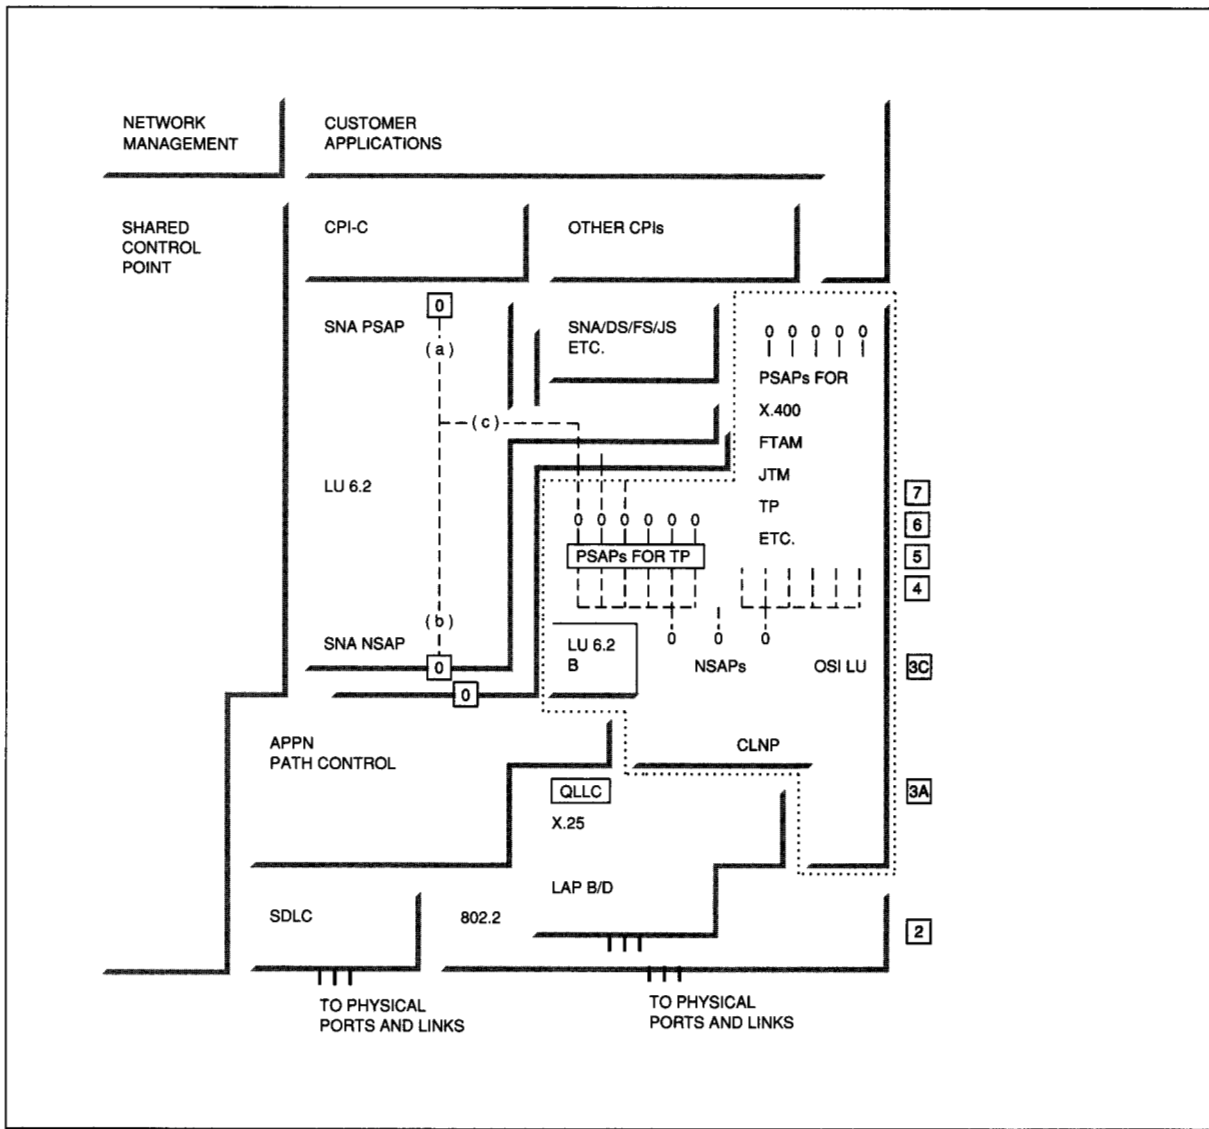 NETWORK
MANAGEMENT
CUSTOMER
APPLICATIONS
SHARED
CONTROL
POINT
CPI-C
OTHER CPIs
0
SNA PSAP
(a)
SNA/DS/FS/JS
ETC.
0 0 0 0 0
PSAPs FOR
X.400
FTAM
JTM
TP
ETC.
(c)
LU 6.2
0 0 0 0 0 0
PSAPs FOR TP
7
6
5
4
(b)
SNA NSAP
0
0
LU 6.2
B
0 0 0
NSAPs
OSI LU
3C
APPN
PATH CONTROL
CLNP
QLLC
X.25
3A
LAP B/D
SDLC
802.2
2
TO PHYSICAL
PORTS AND LINKS
TO PHYSICAL
PORTS AND LINKS